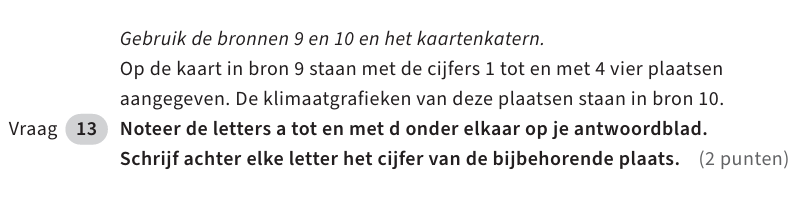 Gebruik de bronnen 9 en 10 en het kaartenkatern.
Op de kaart in bron 9 staan met de cijfers 1 tot en met 4 vier plaatsen
aangegeven. De klimaatgrafieken van deze plaatsen staan in bron 10.
Vraag 13 Noteer de letters a tot en met d onder elkaar op je antwoordblad.
Schrijf achter elke letter het cijfer van de bijbehorende plaats. (2 punten)